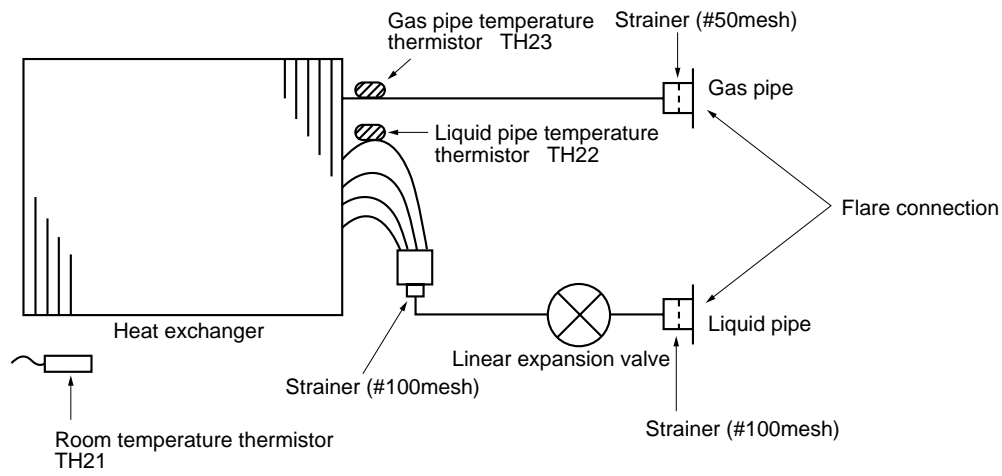 Gas pipe temperature
thermistor TH23
Strainer (#50mesh)
Gas pipe
Liquid pipe temperature
thermistor TH22
Flare connection
Heat exchanger
Liquid pipe
Linear expansion valve
Strainer (#100mesh)
Strainer (#100mesh)
Room temperature thermistor
TH21